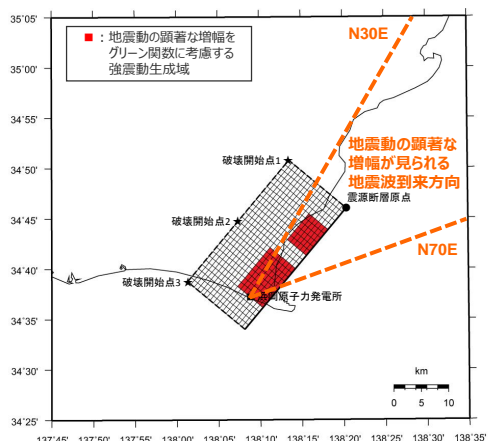 35˚05'
35˚00'
34˚55'
34˚50'
34˚45'
34˚40'
34˚35'
34˚30'
34˚25'
■ : 地震動の顕著な増幅を
グリーン関数に考慮する
強震動生成域
N30E
地震動の顕著な
増幅が見られる
地震波到来方向
N70E
破壊開始点1
震源断層原点
破壊開始点2
破壊開始点3
岡原子力発電所
km
0 5 10
137˚45' 137˚50' 137˚55' 138˚00' 138˚05' 138˚10' 138˚15' 138˚20' 138˚25' 138˚30' 138˚35'